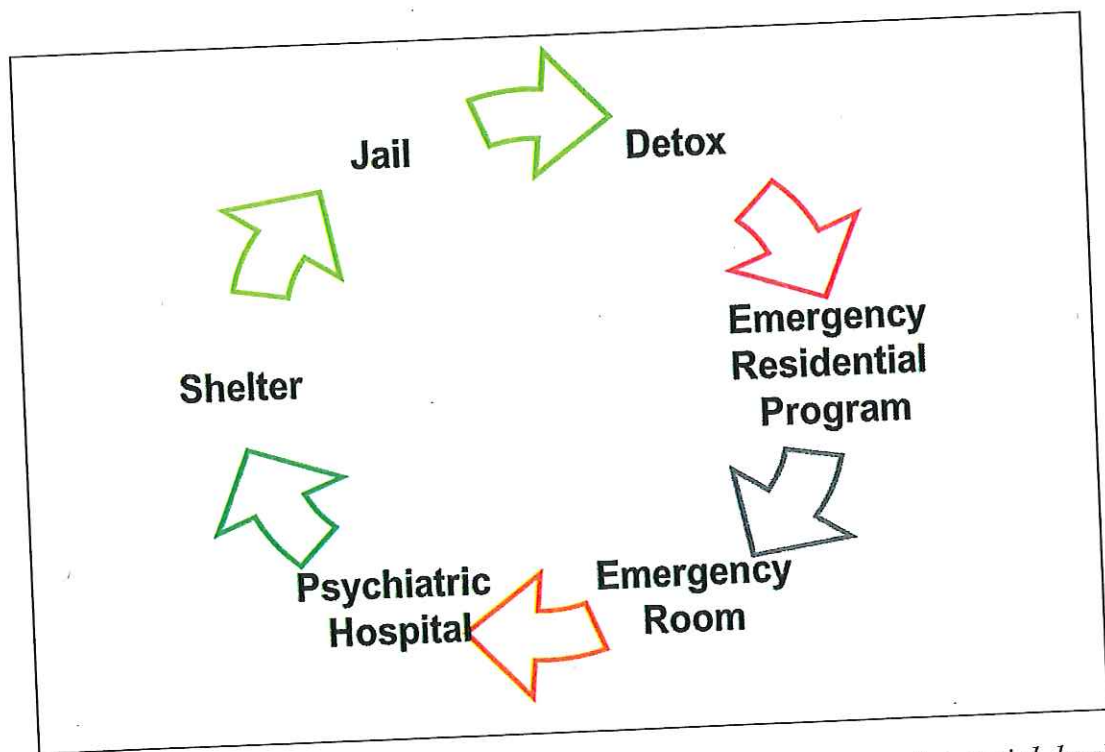 Jail
Detox
Emergency
Residential
Program
Emergency
Room
Psychiatric
Hospital
Shelter